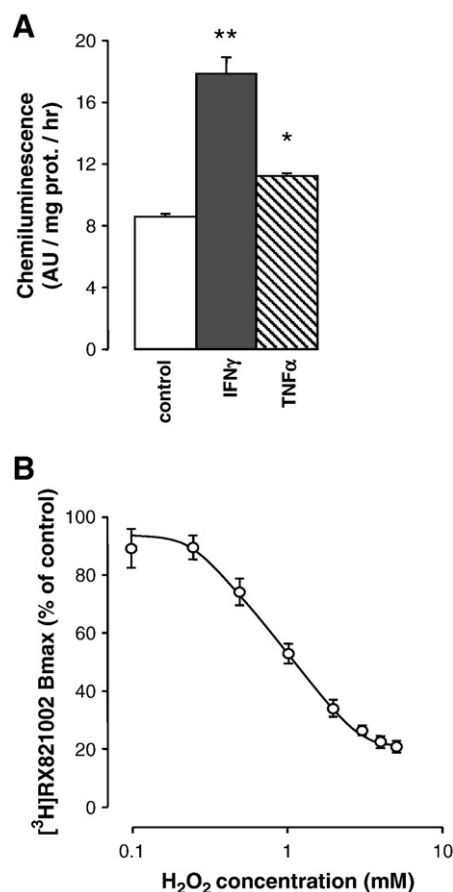 A
20
16
12
8
4
0
Chemiluminescence
(AU / mg prot. / hr)
**
*
control
IFNγ
TNFα
B
100
80
60
40
20
0
[³H]RX821002 Bmax (% of control)
0.1
1
10
H₂O₂ concentration (mM)